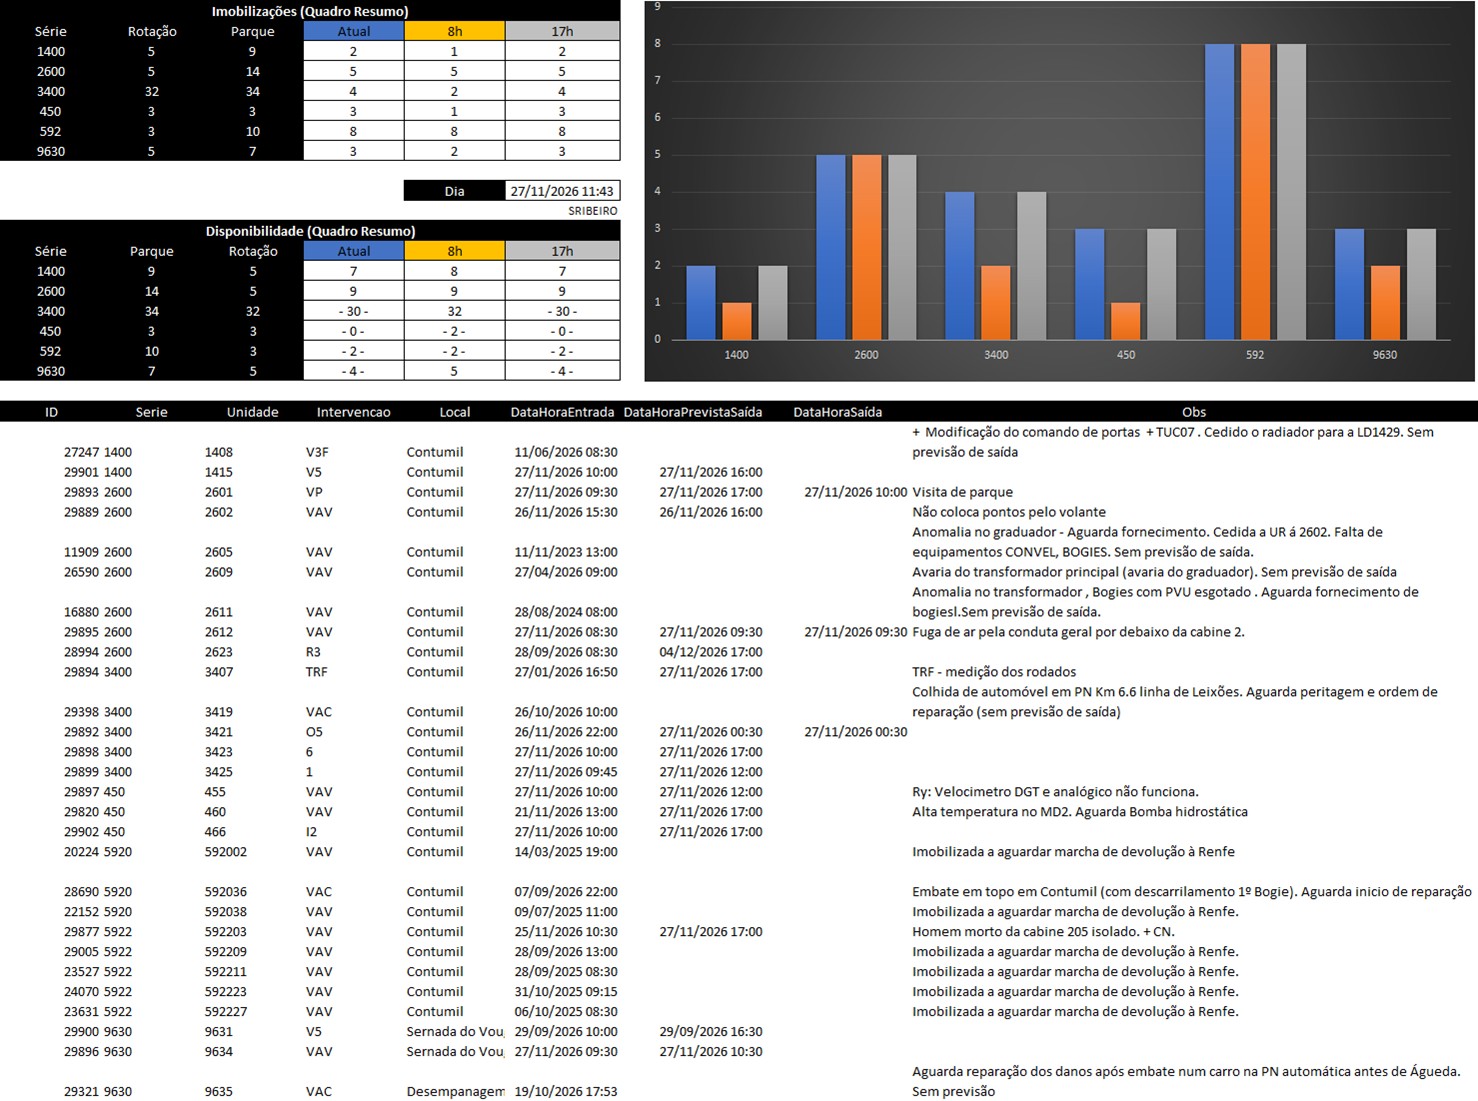 Imobilizações (Quadro Resumo)
Série Rotação Parque Atual 8h 17h
1400 5 9 2 1 2
2600 5 14 5 5 5
3400 32 34 4 2 4
450 3 3 3 1 3
592 3 10 8 8 8
9630 5 7 3 2 3
Dia 27/11/2026 11:43
SRIBEIRO
Disponibilidade (Quadro Resumo)
Série Parque Rotação Atual 8h 17h
1400 9 5 7 8 7
2600 14 5 9 9 9
3400 34 32 - 30 - 32 - 30 -
450 3 3 - 0 - - 2 - - 0 -
592 10 3 - 2 - - 2 - - 2 -
9630 7 5 - 4 - 5 - 4 -
9
8
7
6
5
4
3
2
1
0
1400 2600 3400 450 592 9630
ID Serie Unidade Intervencao Local DataHoraEntrada DataHoraPrevistaSaída DataHoraSaída Obs
+ Modificação do comando de portas + TUC07 . Cedido o radiador para a LD1429. Sem
27247 1400 1408 V3F Contumil 11/06/2026 08:30 previsão de saída
29901 1400 1415 V5 Contumil 27/11/2026 10:00 27/11/2026 16:00
29893 2600 2601 VP Contumil 27/11/2026 09:30 27/11/2026 17:00 27/11/2026 10:00 Visita de parque
29889 2600 2602 VAV Contumil 26/11/2026 15:30 26/11/2026 16:00 Não coloca pontos pelo volante
Anomalia no graduador - Aguarda fornecimento. Cedida a UR á 2602. Falta de
11909 2600 2605 VAV Contumil 11/11/2023 13:00 equipamentos CONVEL, BOGIES. Sem previsão de saída.
26590 2600 2609 VAV Contumil 27/04/2026 09:00 Avaria do transformador principal (avaria do graduador). Sem previsão de saída
Anomalia no transformador , Bogies com PVU esgotado . Aguarda fornecimento de
16880 2600 2611 VAV Contumil 28/08/2024 08:00 bogiesl.Sem previsão de saída.
29895 2600 2612 VAV Contumil 27/11/2026 08:30 27/11/2026 09:30 27/11/2026 09:30 Fuga de ar pela conduta geral por debaixo da cabine 2.
28994 2600 2623 R3 Contumil 28/09/2026 08:30 04/12/2026 17:00
29894 3400 3407 TRF Contumil 27/01/2026 16:50 27/11/2026 17:00 TRF - medição dos rodados
Colhida de automóvel em PN Km 6.6 linha de Leixões. Aguarda peritagem e ordem de
29398 3400 3419 VAC Contumil 26/10/2026 10:00 reparação (sem previsão de saída)
29892 3400 3421 O5 Contumil 26/11/2026 22:00 27/11/2026 00:30 27/11/2026 00:30
29898 3400 3423 6 Contumil 27/11/2026 10:00 27/11/2026 17:00
29899 3400 3425 1 Contumil 27/11/2026 09:45 27/11/2026 12:00
29897 450 455 VAV Contumil 27/11/2026 10:00 27/11/2026 12:00 Ry: Velocimetro DGT e analógico não funciona.
29820 450 460 VAV Contumil 21/11/2026 13:00 27/11/2026 17:00 Alta temperatura no MD2. Aguarda Bomba hidrostática
29902 450 466 I2 Contumil 27/11/2026 10:00 27/11/2026 17:00
20224 5920 592002 VAV Contumil 14/03/2025 19:00 Imobilizada a aguardar marcha de devolução à Renfe
28690 5920 592036 VAC Contumil 07/09/2026 22:00 Embate em topo em Contumil (com descarrilamento 1º Bogie). Aguarda inicio de reparação
22152 5920 592038 VAV Contumil 09/07/2025 11:00 Imobilizada a aguardar marcha de devolução à Renfe.
29877 5922 592203 VAV Contumil 25/11/2026 10:30 27/11/2026 17:00 Homem morto da cabine 205 isolado. + CN.
29005 5922 592209 VAV Contumil 28/09/2026 13:00 Imobilizada a aguardar marcha de devolução à Renfe.
23527 5922 592211 VAV Contumil 28/09/2025 08:30 Imobilizada a aguardar marcha de devolução à Renfe.
24070 5922 592223 VAV Contumil 31/10/2025 09:15 Imobilizada a aguardar marcha de devolução à Renfe.
23631 5922 592227 VAV Contumil 06/10/2025 08:30 Imobilizada a aguardar marcha de devolução à Renfe.
29900 9630 9631 V5 Sernada do Vou 29/09/2026 10:00 29/09/2026 16:30
29896 9630 9634 VAV Sernada do Vou 27/11/2026 09:30 27/11/2026 10:30
Aguarda reparação dos danos após embate num carro na PN automática antes de Águeda.
29321 9630 9635 VAC Desempanagem 19/10/2026 17:53 Sem previsão